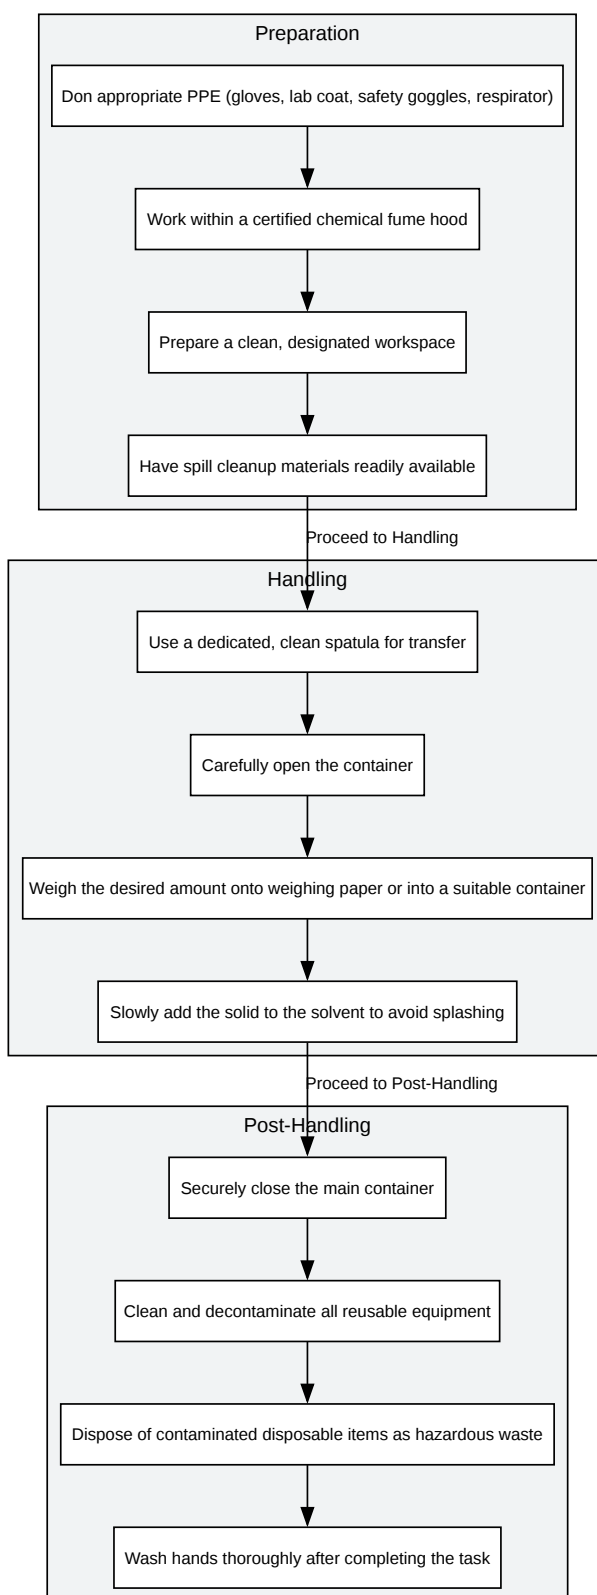 Preparation
Don appropriate PPE (gloves, lab coat, safety goggles, respirator)
Work within a certified chemical fume hood
Prepare a clean, designated workspace
Have spill cleanup materials readily available
Proceed to Handling
Handling
Use a dedicated, clean spatula for transfer
Carefully open the container
Weigh the desired amount onto weighing paper or into a suitable container
Slowly add the solid to the solvent to avoid splashing
Proceed to Post-Handling
Post-Handling
Securely close the main container
Clean and decontaminate all reusable equipment
Dispose of contaminated disposable items as hazardous waste
Wash hands thoroughly after completing the task